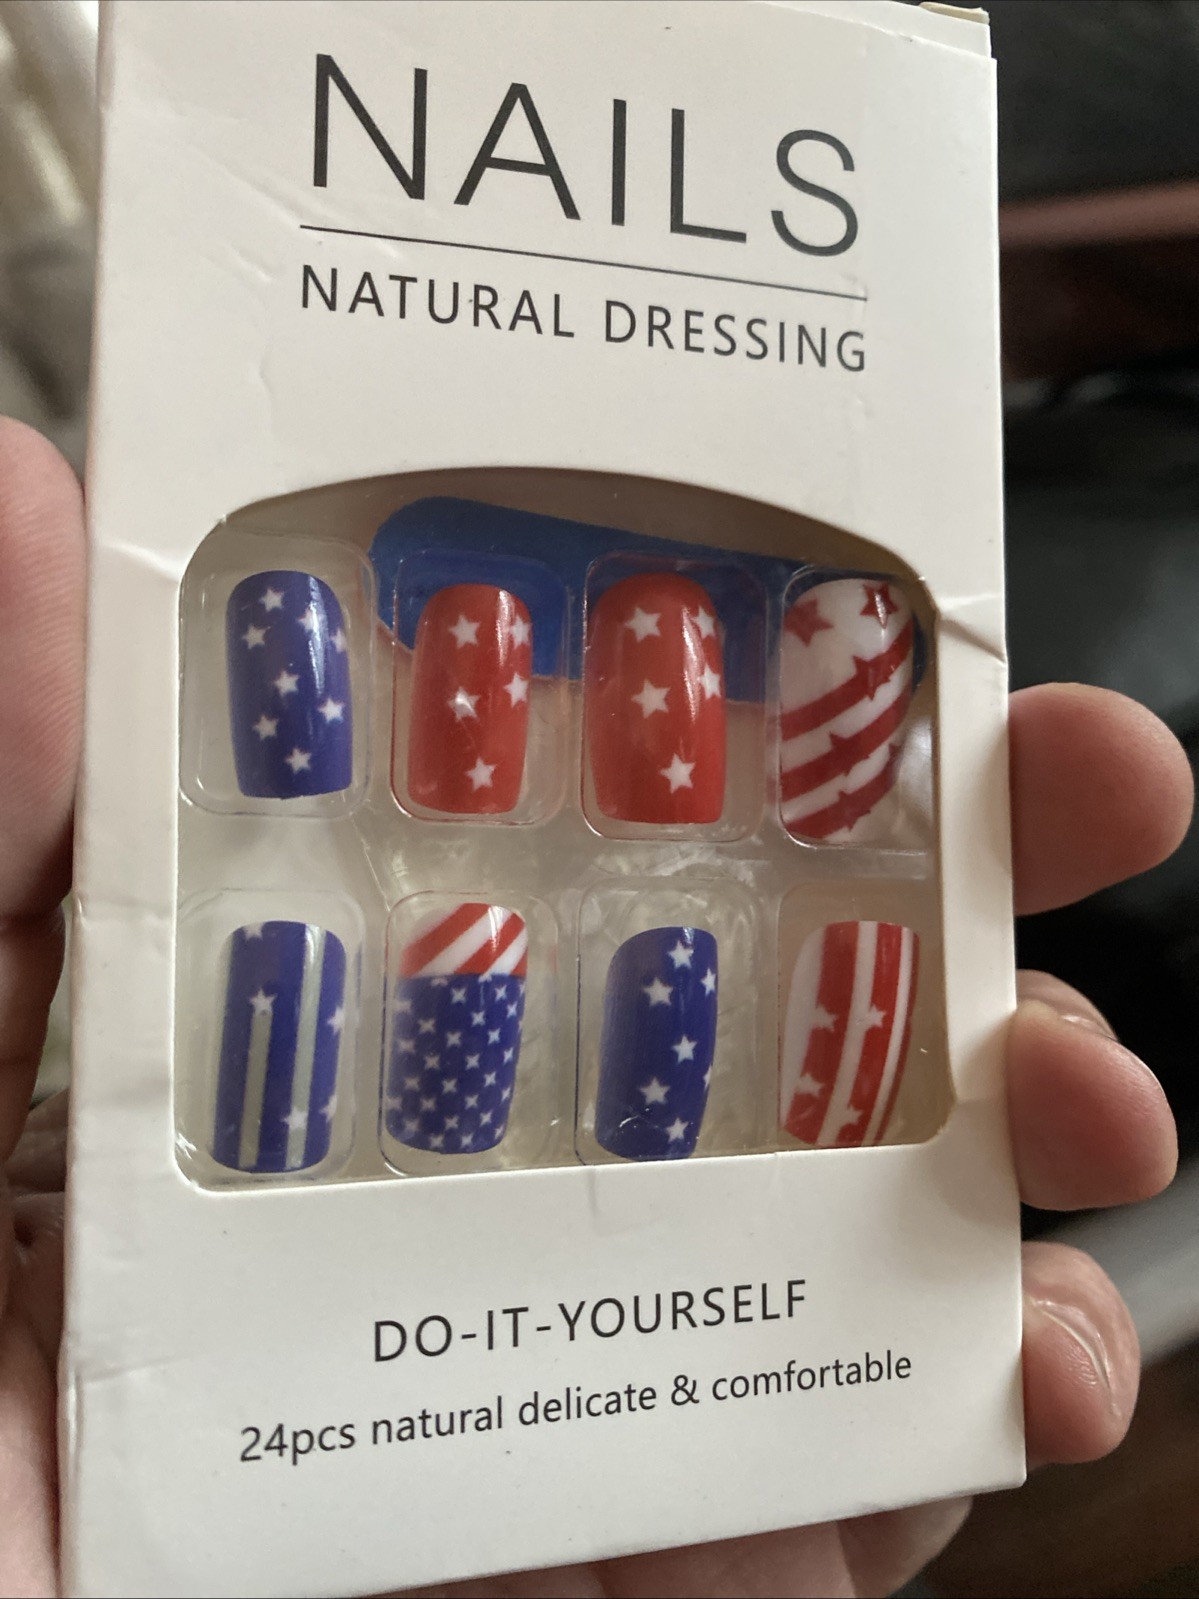 NAILS
NATURAL DRESSING
DO-IT-YOURSELF
24pcs natural delicate & comfortable